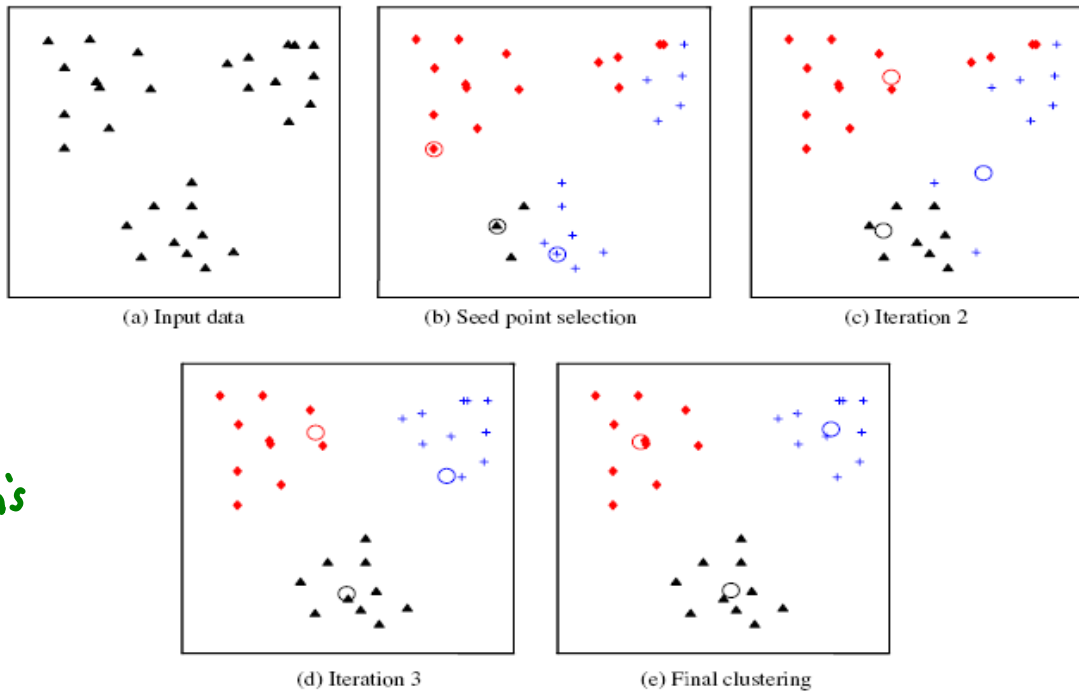 (a) Input data
(b) Seed point selection
(c) Iteration 2
(d) Iteration 3
(e) Final clustering